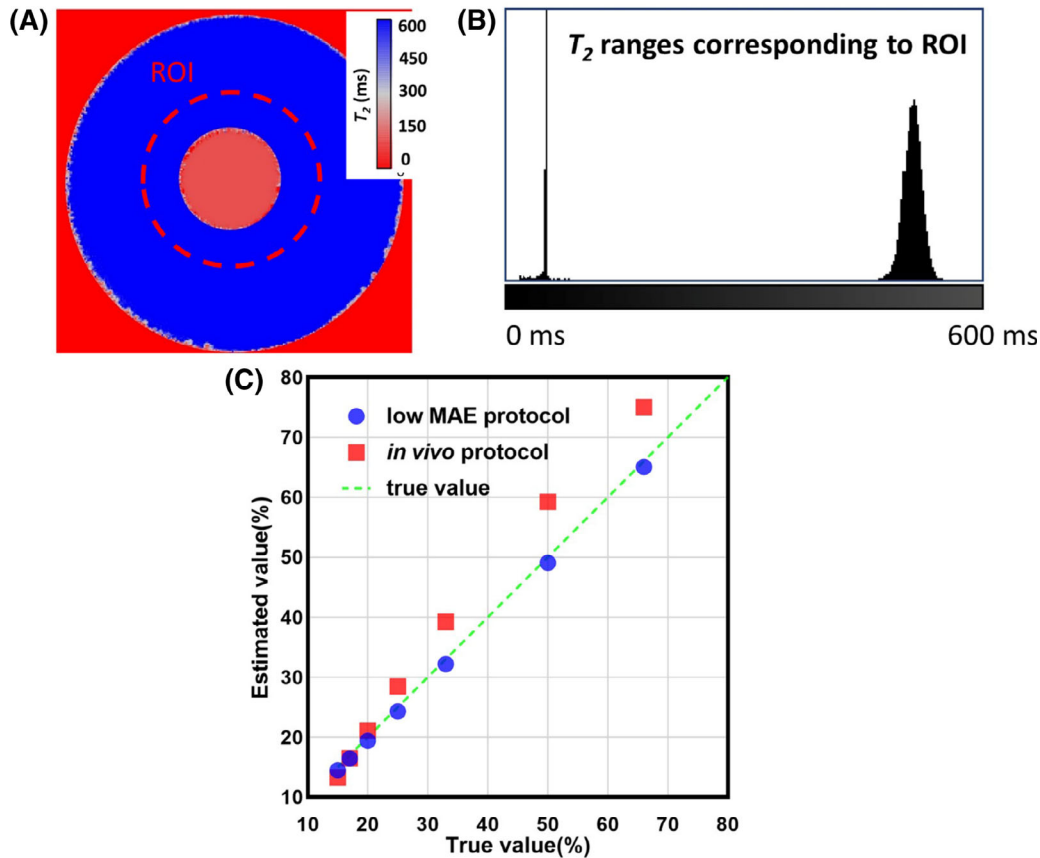 (A)
ROI
T₂ (ms)
600
450
300
150
0
0
(B)
T₂ ranges corresponding to ROI
0 ms
600 ms
(C)
low MAE protocol
in vivo protocol
true value
Estimated value(%)
80
70
60
50
40
30
20
10
10 20 30 40 50 60 70 80
True value(%)